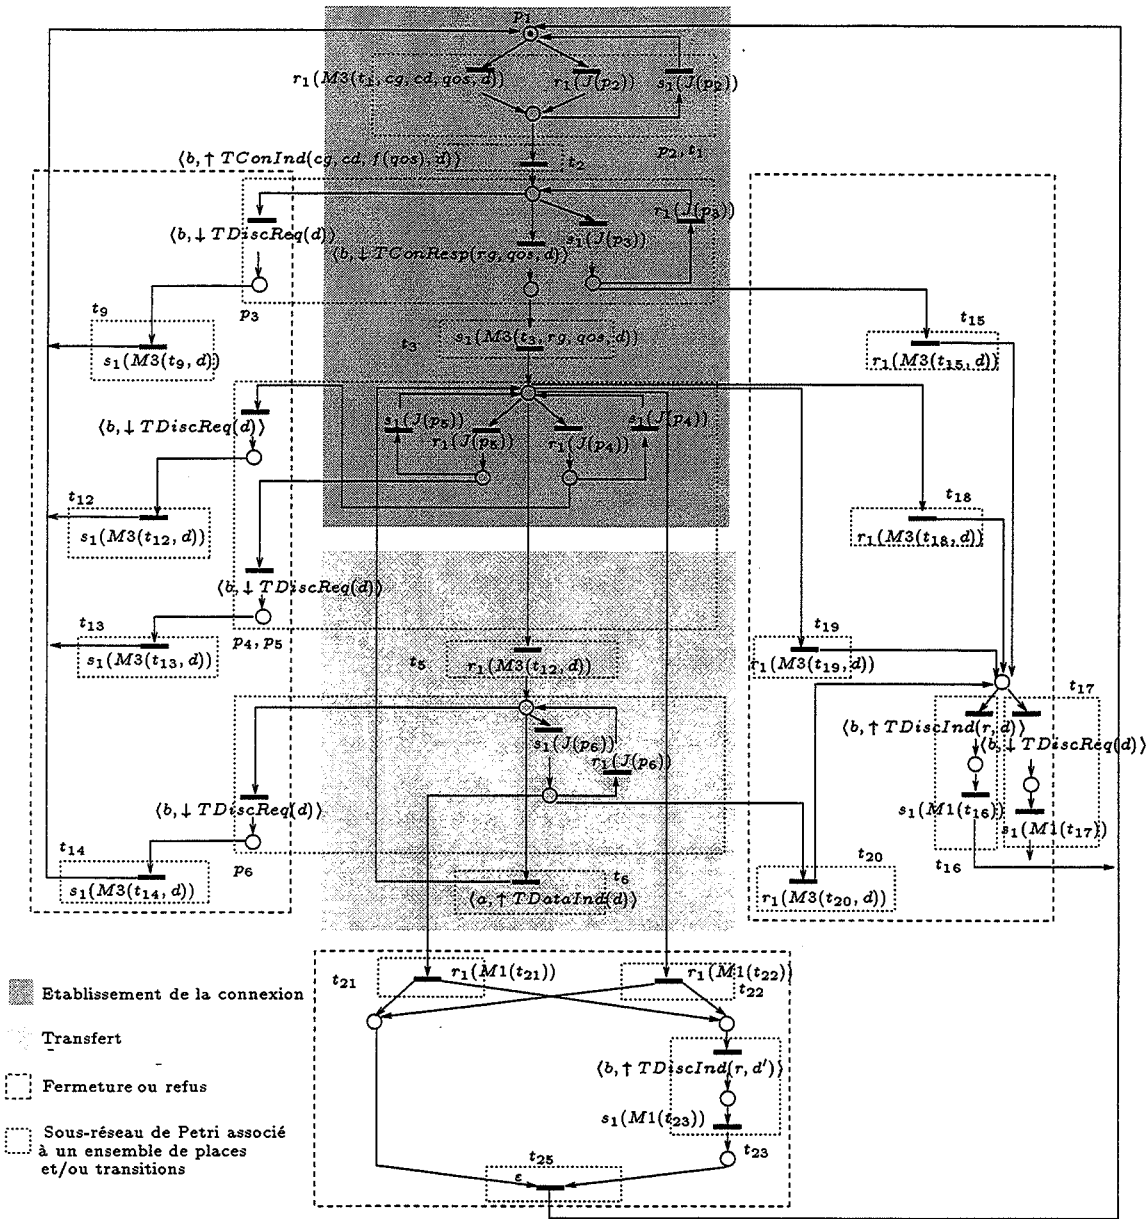 p₁
r₁(M3(t₁, cg, cd, qos, d))
r₁(J(p₂))
s₁(J(p₂))
p₂, t₁
⟨b, ↑ TConInd(cg, cd, f(qos), d)⟩
t₂
r₁(J(p₃))
⟨b, ↓ TDiscReq(d)⟩
s₁(J(p₃))
⟨b, ↓ TConResp(rg, qos, d)⟩
p₃
t₉
s₁(M3(t₉, d))
t₃
s₁(M3(t₃, rg, qos, d))
t₁₅
r₁(M3(t₁₅, d))
⟨b, ↓ TDiscReq(d)⟩
s₁(J(p₅))
r₁(J(p₅))
r₁(J(p₄))
s₁(J(p₄))
t₁₂
s₁(M3(t₁₂, d))
t₁₈
r₁(M3(t₁₈, d))
⟨b, ↓ TDiscReq(d)⟩
t₁₃
s₁(M3(t₁₃, d))
p₄, p₅
t₅
r₁(M3(t₁₂, d))
t₁₉
r₁(M3(t₁₉, d))
t₁₇
⟨b, ↑ TDiscInd(r, d)⟩
⟨b, ↓ TDiscReq(d)⟩
s₁(J(p₆))
r₁(J(p₆))
⟨b, ↓ TDiscReq(d)⟩
s₁(M1(t₁₆))
s₁(M1(t₁₇))
t₁₄
s₁(M3(t₁₄, d))
p₆
t₆
⟨a, ↑ TDataInd(d)⟩
t₂₀
r₁(M3(t₂₀, d))
t₁₆
t₂₁
r₁(M1(t₂₁))
r₁(M1(t₂₂))
t₂₂
⟨b, ↑ TDiscInd(r, d′)⟩
s₁(M1(t₂₃))
t₂₃
t₂₅
ε
Etablissement de la connexion
Transfert
Fermeture ou refus
Sous-réseau de Petri associé
à un ensemble de places
et/ou transitions